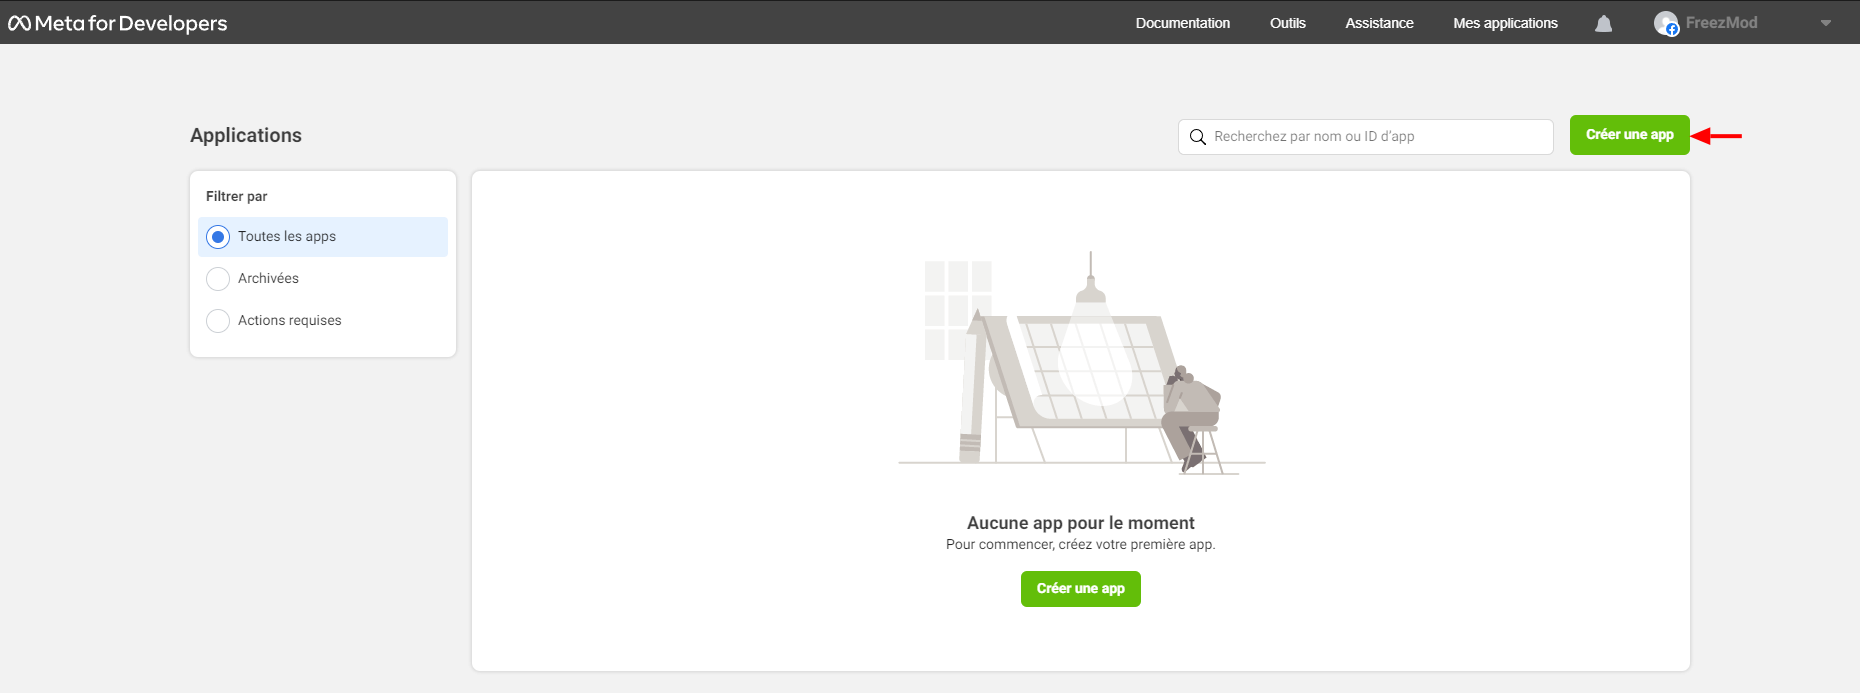 Meta for Developers
Documentation
Outils
Assistance
Mes applications
FreezMod
Applications
Recherchez par nom ou ID d'app
Créer une app
Filtrer par
Toutes les apps
Archivées
Actions requises
Aucune app pour le moment
Pour commencer, créez votre première app.
Créer une app